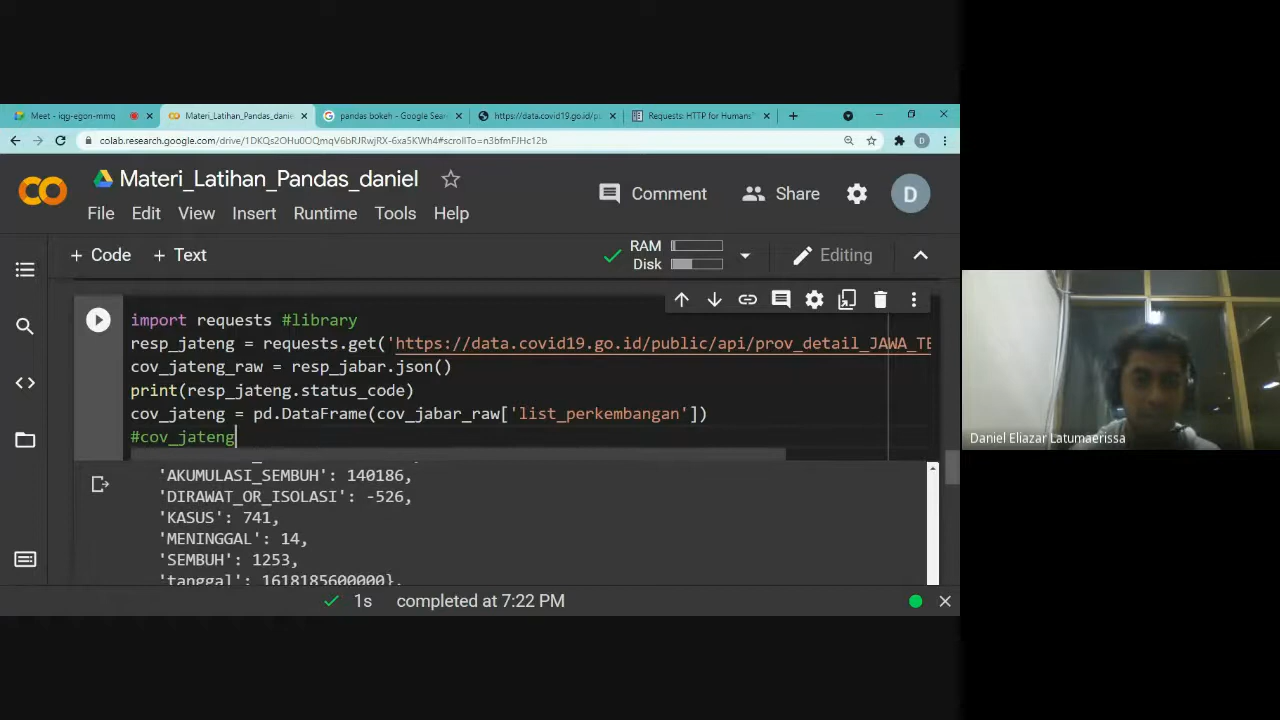 Meet - iqg-egon-mmq
Materi_Latihan_Pandas_danie
pandas bokeh - Google Sear
https://data.covid19.go.id/p
Requests: HTTP for Humans
colab.research.google.com/drive/1DKQs2OHu0OQmqV6bRJRwjRX-6xa5KWh4#scrollTo=n3bfmFJHc12b
D
Materi_Latihan_Pandas_daniel
Comment
Share
D
File Edit View Insert Runtime Tools Help
+ Code + Text
RAM
Disk
Editing
import requests #library
resp_jateng = requests.get('https://data.covid19.go.id/public/api/prov_detail_JAWA_TE
cov_jateng_raw = resp_jabar.json()
print(resp_jateng.status_code)
cov_jateng = pd.DataFrame(cov_jabar_raw['list_perkembangan'])
#cov_jateng
'AKUMULASI_SEMBUH': 140186,
'DIRAWAT_OR_ISOLASI': -526,
'KASUS': 741,
'MENINGGAL': 14,
'SEMBUH': 1253,
'tanggal': 1618185600000},
1s completed at 7:22 PM
Daniel Eliazar Latumaerissa